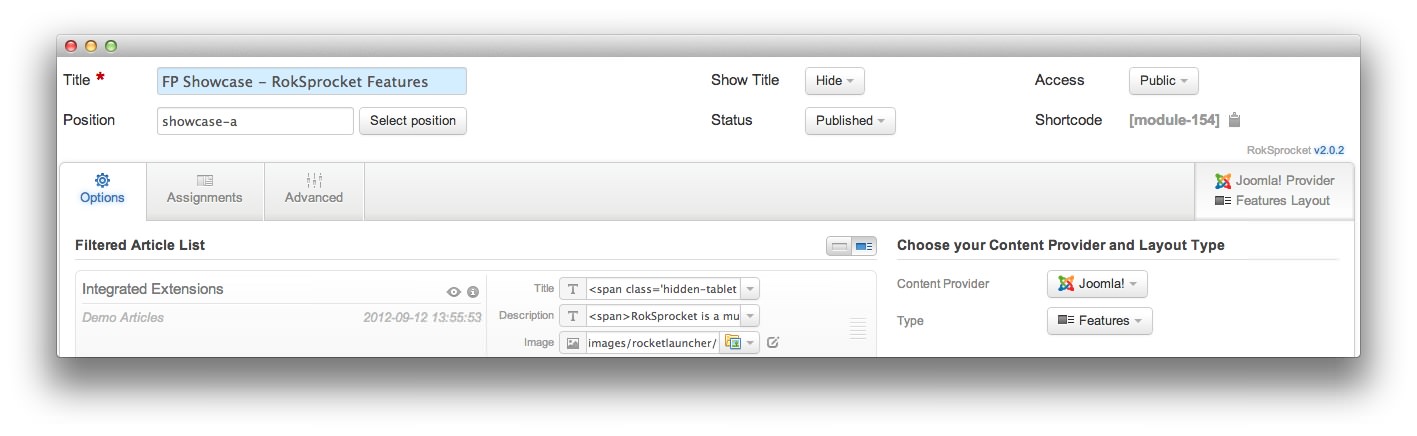 Title * FP Showcase – RokSprocket Features Show Title Hide Access Public
Position showcase-a Select position Status Published Shortcode [module-154]
RokSprocket v2.0.2
Options Assignments Advanced
Joomla! Provider
Features Layout
Filtered Article List
Integrated Extensions
Demo Articles 2012-09-12 13:55:53
Title T <span class='hidden-tablet
Description T <span>RokSprocket is a mu
Image images/rocketlauncher/
Choose your Content Provider and Layout Type
Content Provider Joomla!
Type Features